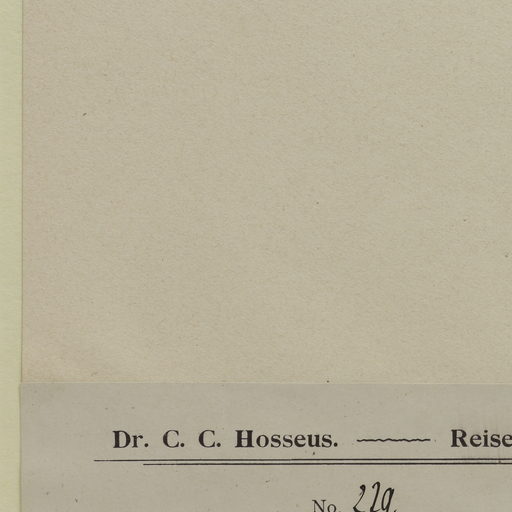 Dr. C. C. Hosseus. Reise
No. 229.